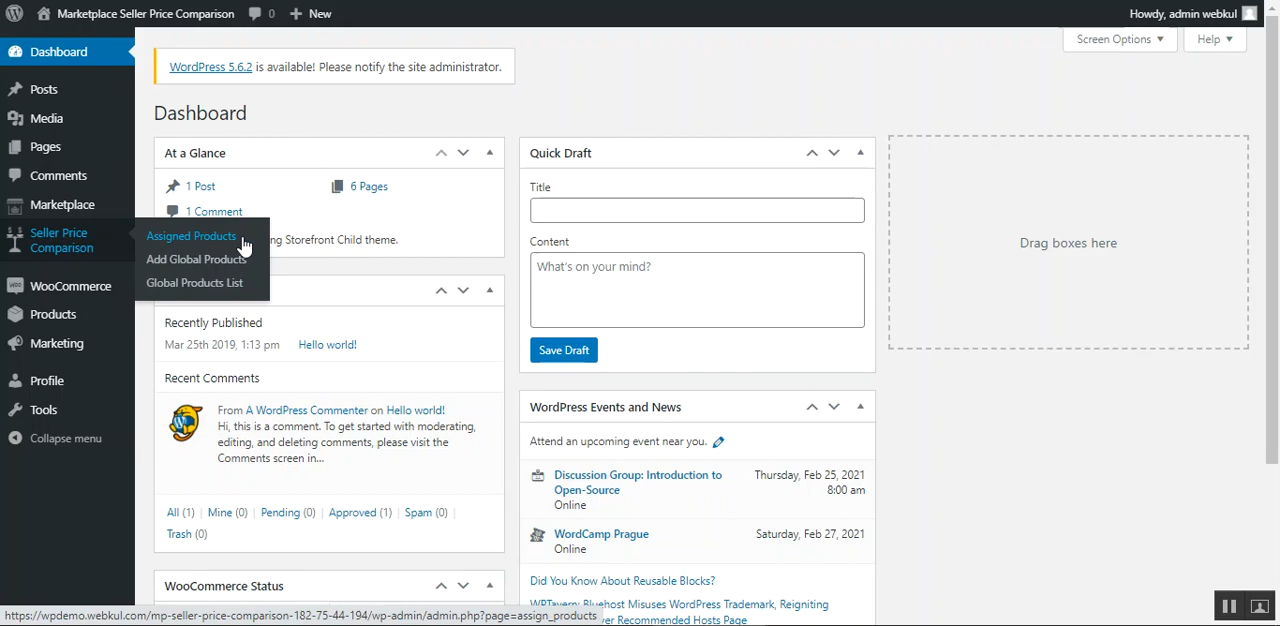 Marketplace Seller Price Comparison 0 New Howdy, admin webkul
Screen Options Help
Dashboard
Posts
Media
Pages
Comments
Marketplace
Seller Price
Comparison
WooCommerce
Products
Marketing
Profile
Tools
Collapse menu
Assigned Products
Add Global Products
Global Products List
WordPress 5.6.2 is available! Please notify the site administrator.
Dashboard
At a Glance
1 Post 6 Pages
1 Comment
Storefront Child theme.
Recently Published
Mar 25th 2019, 1:13 pm Hello world!
Recent Comments
From A WordPress Commenter on Hello world!
Hi, this is a comment. To get started with moderating,
editing, and deleting comments, please visit the
Comments screen in...
All (1) | Mine (0) | Pending (0) | Approved (1) | Spam (0) |
Trash (0)
WooCommerce Status
Quick Draft
Title
Content
What's on your mind?
Save Draft
WordPress Events and News
Attend an upcoming event near you.
Discussion Group: Introduction to
Open-Source
Online
Thursday, Feb 25, 2021
8:00 am
WordCamp Prague
Online
Saturday, Feb 27, 2021
Did You Know About Reusable Blocks?
WPTavern: Bluehost Misuses WordPress Trademark, Reigniting
Recommended Hosts Page
Drag boxes here
https://wpdemo.webkul.com/mp-seller-price-comparison-182-75-44-194/wp-admin/admin.php?page=assign_products